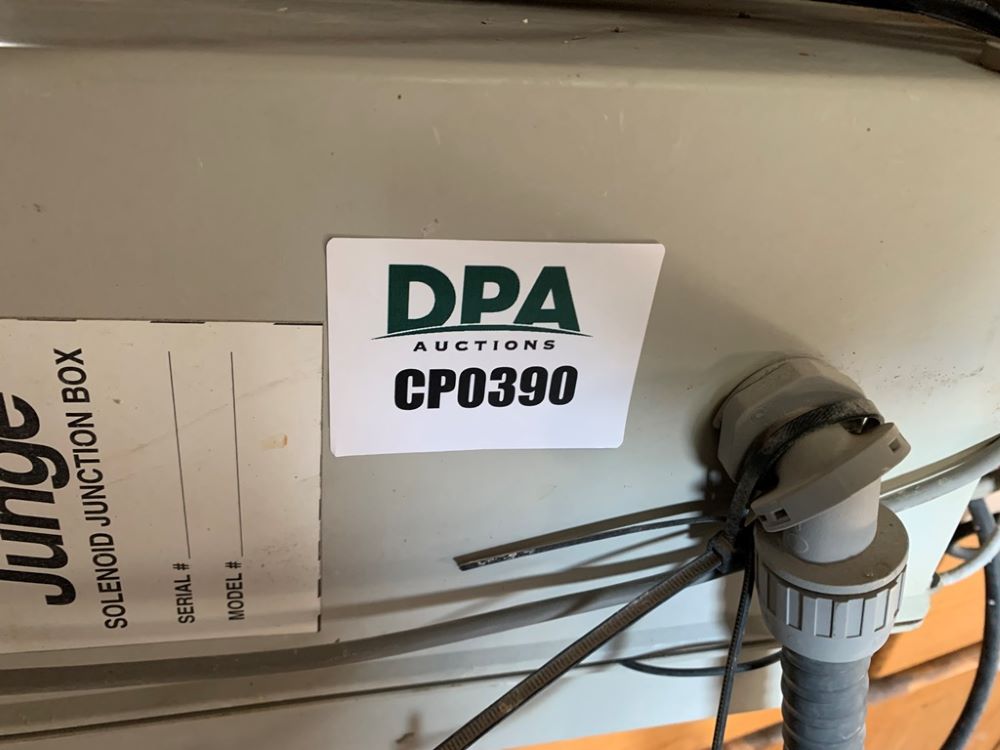 DPA
AUCTIONS
CP0390
Junge
SOLENOID JUNCTION BOX
SERIAL #
MODEL #